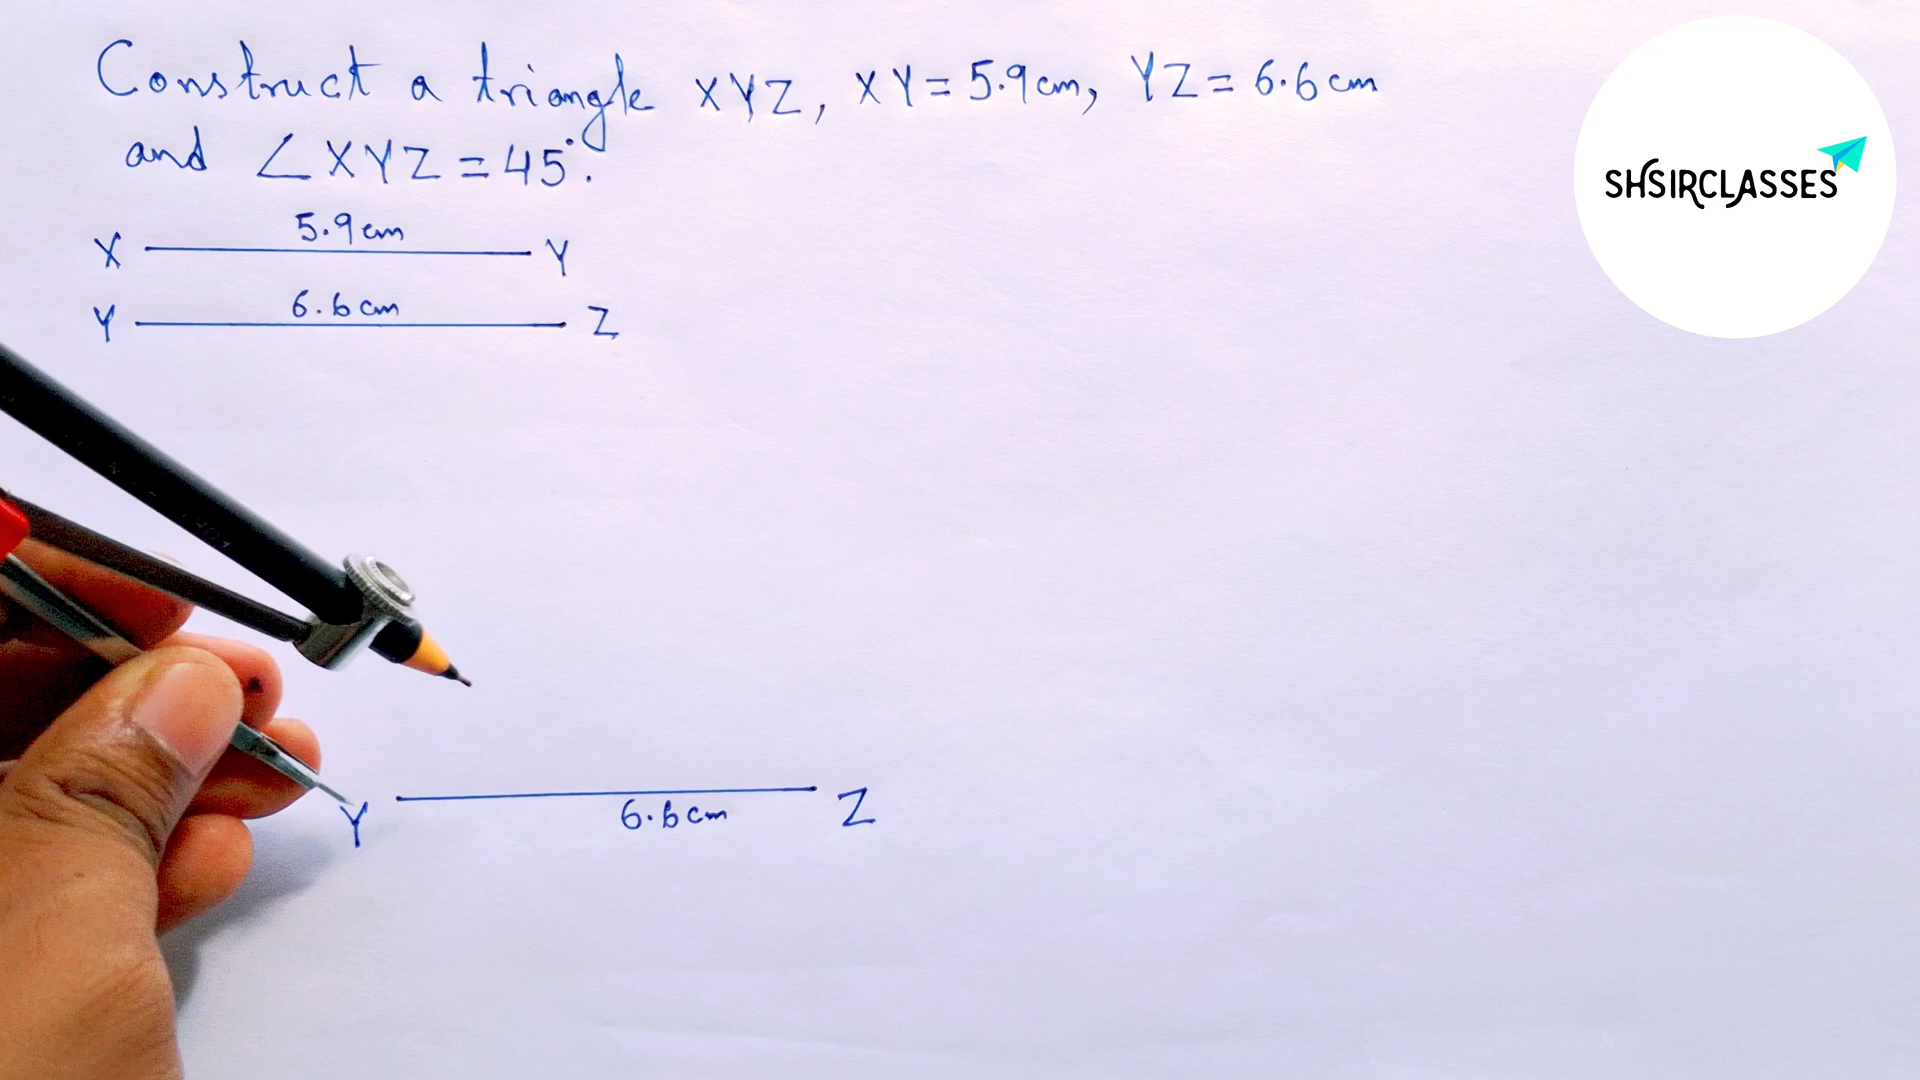 Construct a triangle XYZ, XY = 5.9 cm, YZ = 6.6 cm
and ∠XYZ = 45°.
SHSIRCLASSES
5.9 cm
X Y
6.6 cm
Y Z
Y Z
6.6 cm